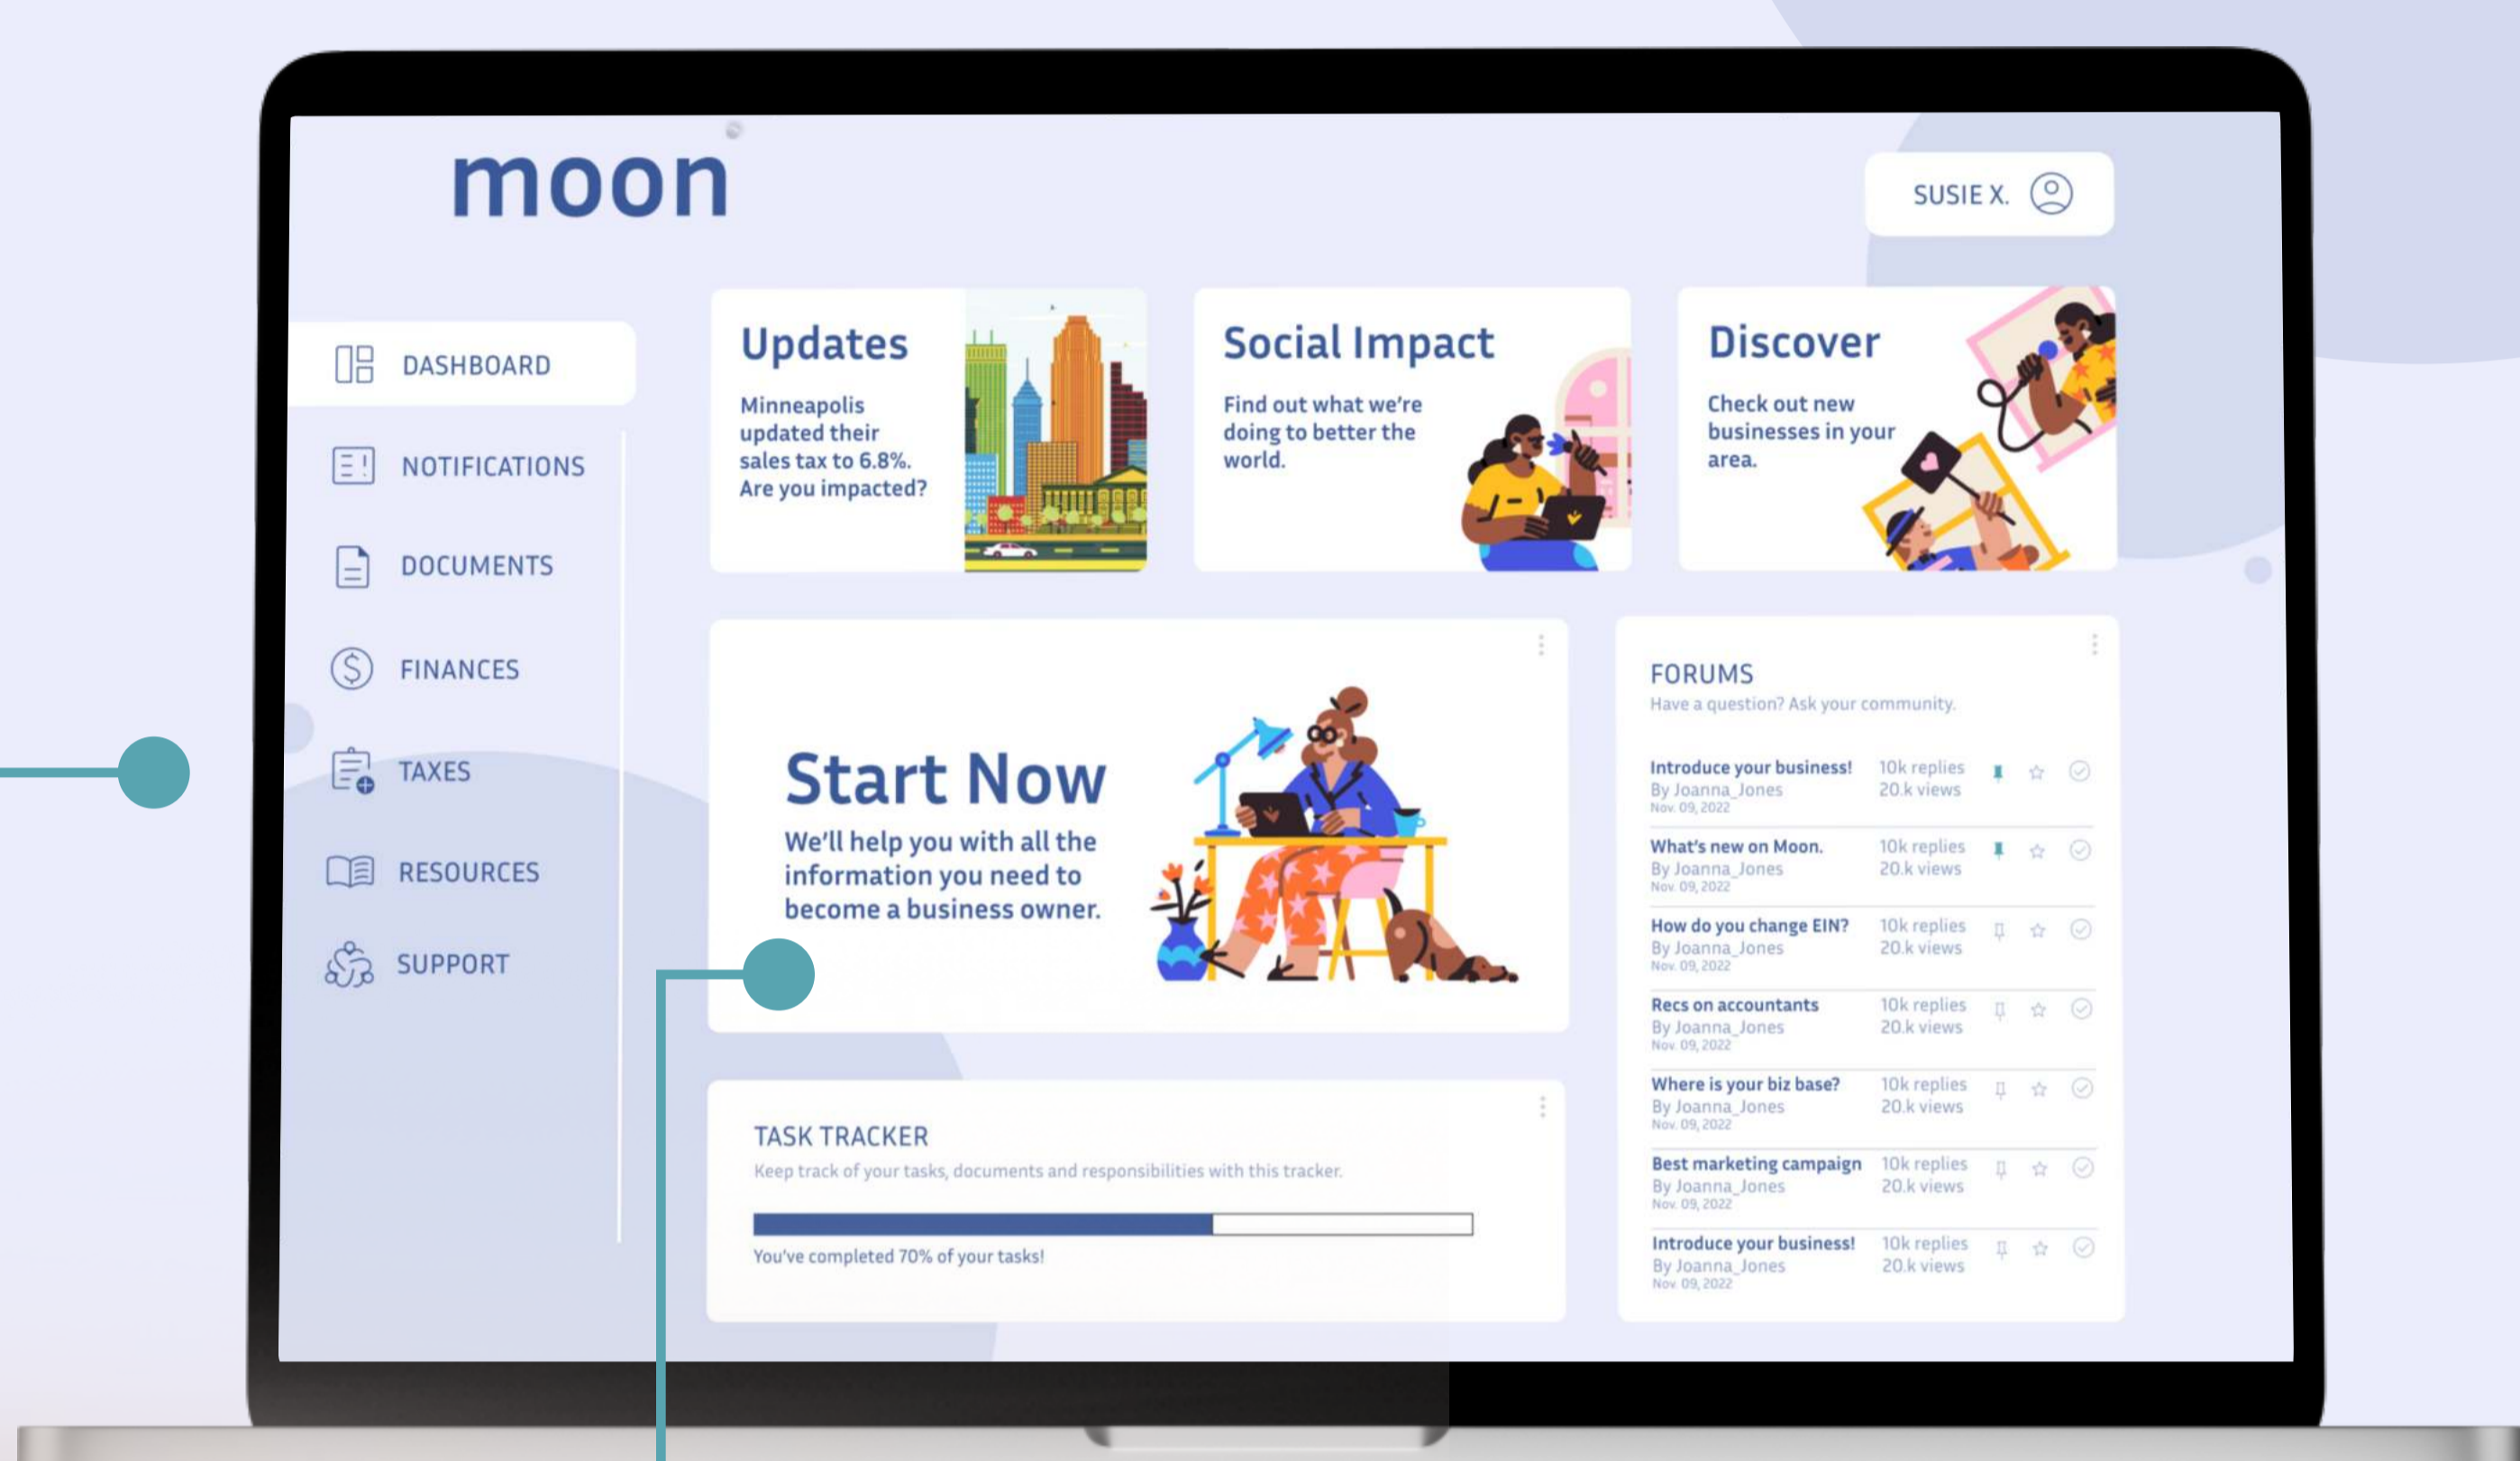 moon
SUSIE X.
DASHBOARD
NOTIFICATIONS
DOCUMENTS
FINANCES
TAXES
RESOURCES
SUPPORT
Updates
Minneapolis
updated their
sales tax to 6.8%.
Are you impacted?
Social Impact
Find out what we're
doing to better the
world.
Discover
Check out new
businesses in your
area.
Start Now
We'll help you with all the
information you need to
become a business owner.
TASK TRACKER
Keep track of your tasks, documents and responsibilities with this tracker.
You've completed 70% of your tasks!
FORUMS
Have a question? Ask your community.
Introduce your business! 10k replies
By Joanna_Jones 20.k views
Nov. 09, 2022
What's new on Moon. 10k replies
By Joanna_Jones 20.k views
Nov. 09, 2022
How do you change EIN? 10k replies
By Joanna_Jones 20.k views
Nov. 09, 2022
Recs on accountants 10k replies
By Joanna_Jones 20.k views
Nov. 09, 2022
Where is your biz base? 10k replies
By Joanna_Jones 20.k views
Nov. 09, 2022
Best marketing campaign 10k replies
By Joanna_Jones 20.k views
Nov. 09, 2022
Introduce your business! 10k replies
By Joanna_Jones 20.k views
Nov. 09, 2022